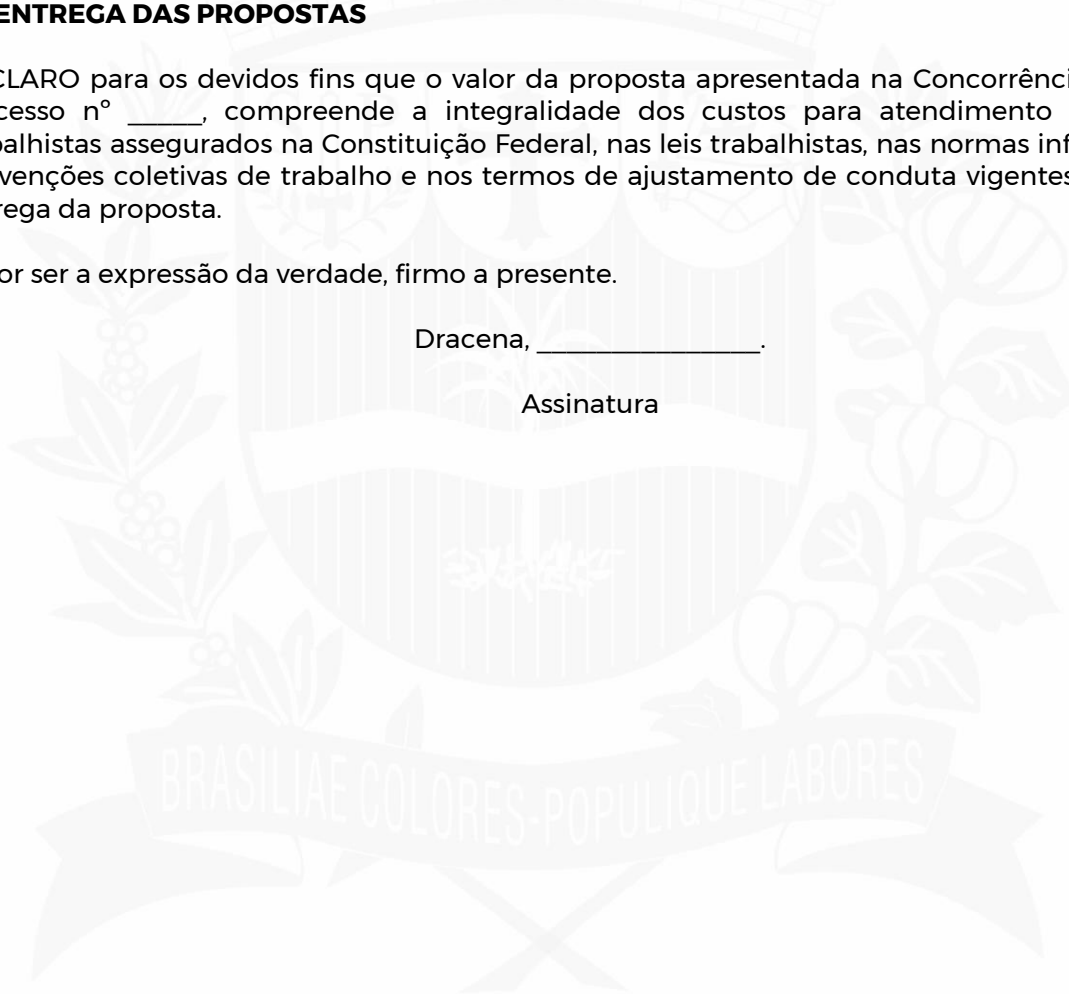 ENTREGA DAS PROPOSTAS
CLARO para os devidos fins que o valor da proposta apresentada na Concorrênci
cesso nº _____, compreende a integralidade dos custos para atendimento
balhistas assegurados na Constituição Federal, nas leis trabalhistas, nas normas inf
venções coletivas de trabalho e nos termos de ajustamento de conduta vigentes
rega da proposta.
or ser a expressão da verdade, firmo a presente.
Dracena, _______________.
Assinatura
BRASILIAE COLORES-POPULIQUE LABORES